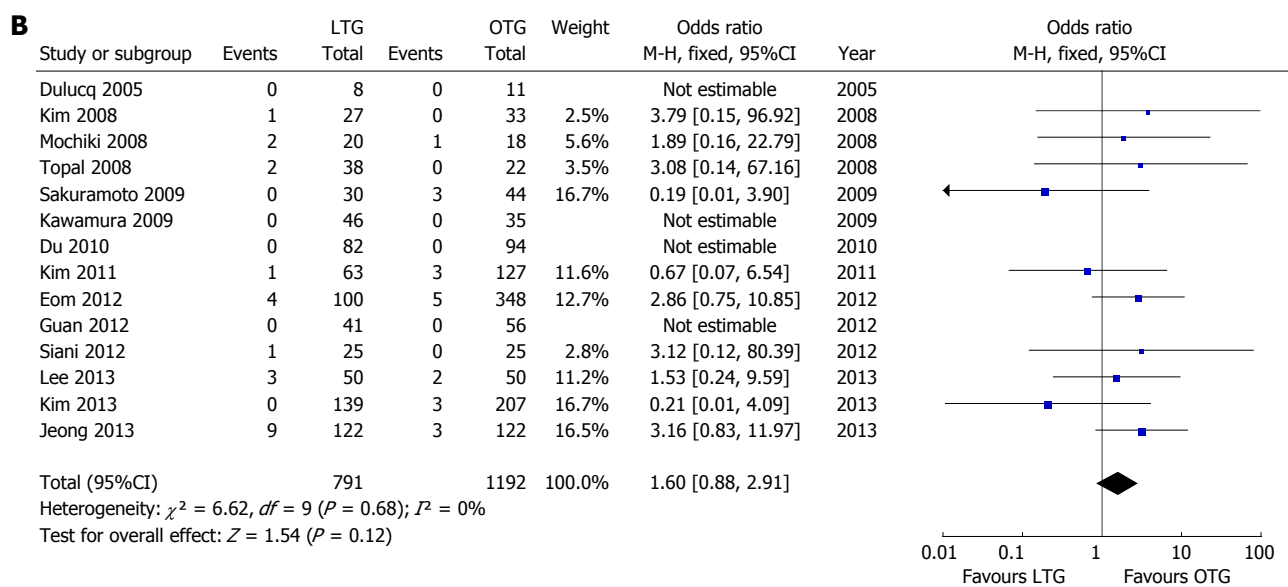 B
LTG OTG Weight Odds ratio Odds ratio
Study or subgroup Events Total Events Total M-H, fixed, 95%CI Year M-H, fixed, 95%CI
Dulucq 2005 0 8 0 11 Not estimable 2005
Kim 2008 1 27 0 33 2.5% 3.79 [0.15, 96.92] 2008
Mochiki 2008 2 20 1 18 5.6% 1.89 [0.16, 22.79] 2008
Topal 2008 2 38 0 22 3.5% 3.08 [0.14, 67.16] 2008
Sakuramoto 2009 0 30 3 44 16.7% 0.19 [0.01, 3.90] 2009
Kawamura 2009 0 46 0 35 Not estimable 2009
Du 2010 0 82 0 94 Not estimable 2010
Kim 2011 1 63 3 127 11.6% 0.67 [0.07, 6.54] 2011
Eom 2012 4 100 5 348 12.7% 2.86 [0.75, 10.85] 2012
Guan 2012 0 41 0 56 Not estimable 2012
Siani 2012 1 25 0 25 2.8% 3.12 [0.12, 80.39] 2012
Lee 2013 3 50 2 50 11.2% 1.53 [0.24, 9.59] 2013
Kim 2013 0 139 3 207 16.7% 0.21 [0.01, 4.09] 2013
Jeong 2013 9 122 3 122 16.5% 3.16 [0.83, 11.97] 2013
Total (95%CI) 791 1192 100.0% 1.60 [0.88, 2.91]
Heterogeneity: χ² = 6.62, df = 9 (P = 0.68); I² = 0%
Test for overall effect: Z = 1.54 (P = 0.12)
0.01 0.1 1 10 100
Favours LTG Favours OTG